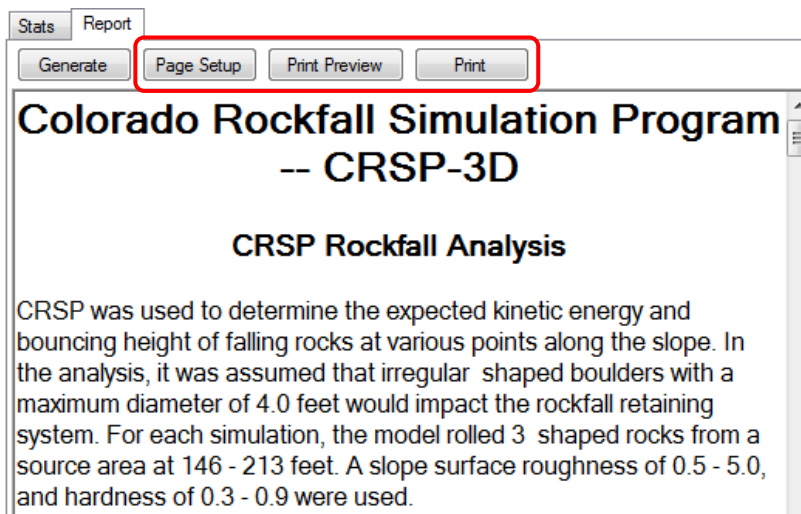 Stats Report
Generate Page Setup Print Preview Print
Colorado Rockfall Simulation Program
-- CRSP-3D
CRSP Rockfall Analysis
CRSP was used to determine the expected kinetic energy and
bouncing height of falling rocks at various points along the slope. In
the analysis, it was assumed that irregular  shaped boulders with a
maximum diameter of 4.0 feet would impact the rockfall retaining
system. For each simulation, the model rolled 3  shaped rocks from a
source area at 146 - 213 feet. A slope surface roughness of 0.5 - 5.0,
and hardness of 0.3 - 0.9 were used.